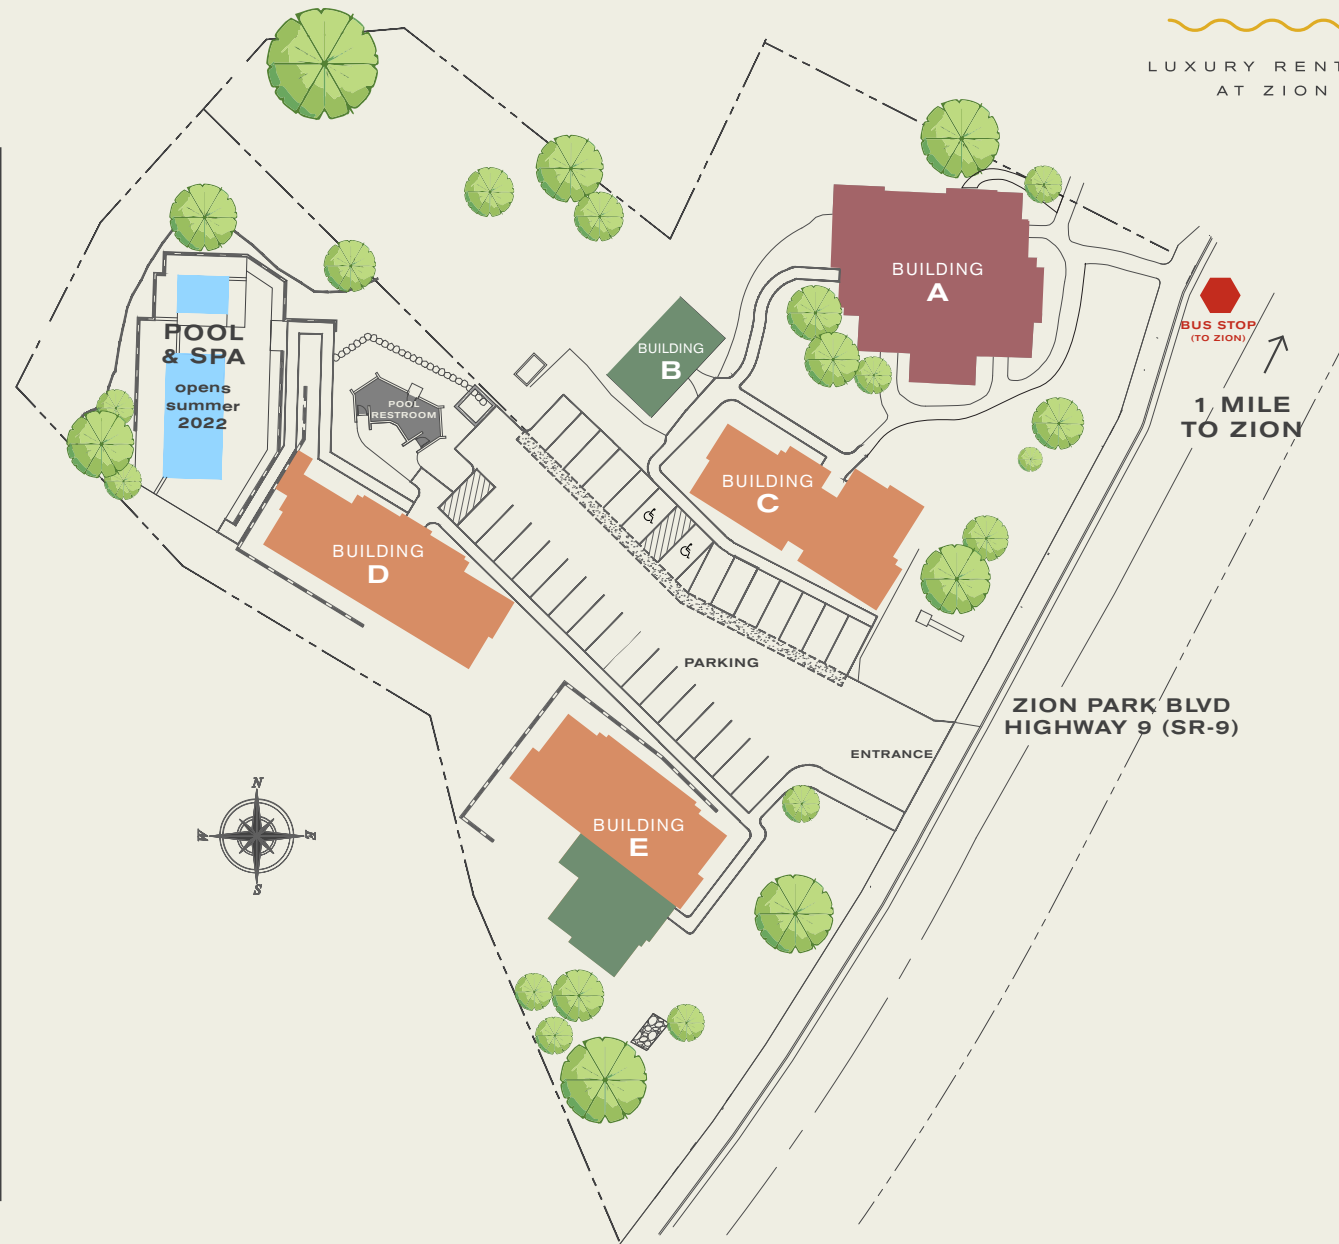 LUXURY RENT
AT ZION
BUILDING
A
BUS STOP
(TO ZION)
POOL
& SPA
opens
summer
2022
BUILDING
B
1 MILE
TO ZION
POOL
RESTROOM
BUILDING
C
BUILDING
D
PARKING
ZION PARK BLVD
HIGHWAY 9 (SR-9)
ENTRANCE
N
W
E
S
BUILDING
E